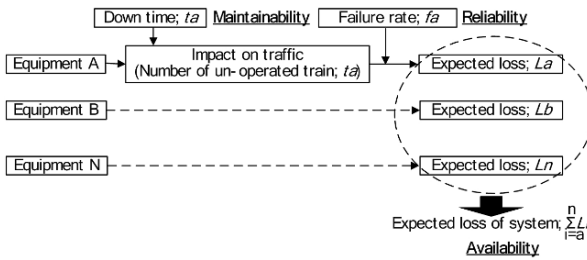 Down time; ta Maintainability
Failure rate; fa Reliability
Equipment A
Impact on traffic
(Number of un-operated train; ta)
Expected loss; La
Equipment B
Expected loss; Lb
Equipment N
Expected loss; Ln
n
Expected loss of system; Σ L
i=a
Availability